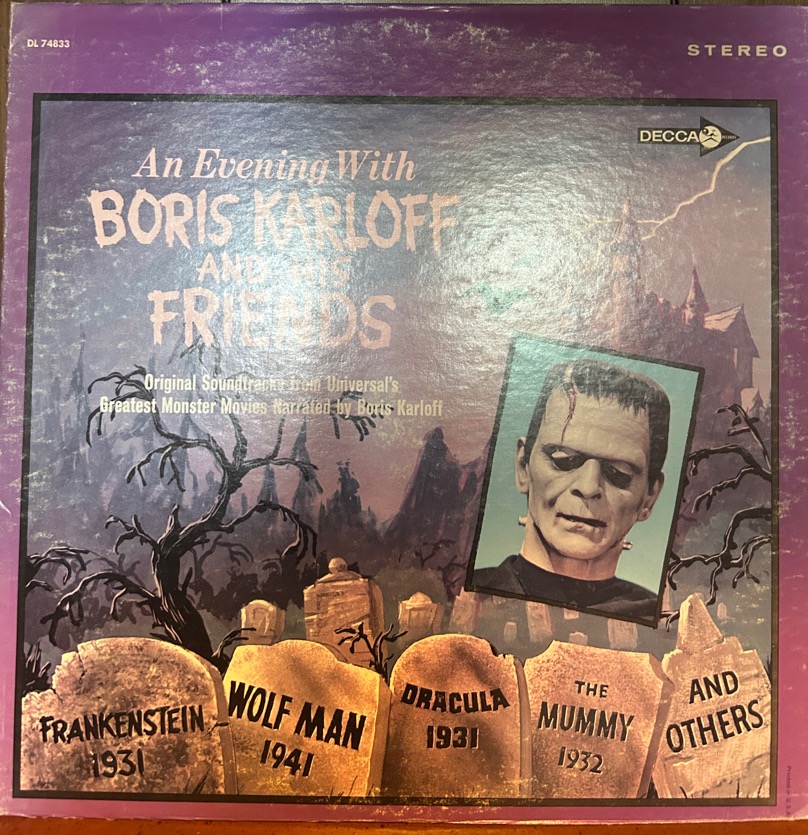 DL 74833
STEREO
DECCA
An Evening With
BORIS KARLOFF
AND HIS
FRIENDS
Original Soundtracks from Universal's
Greatest Monster Movies Narrated by Boris Karloff
FRANKENSTEIN
1931
WOLF MAN
1941
DRACULA
1931
THE
MUMMY
1932
AND
OTHERS